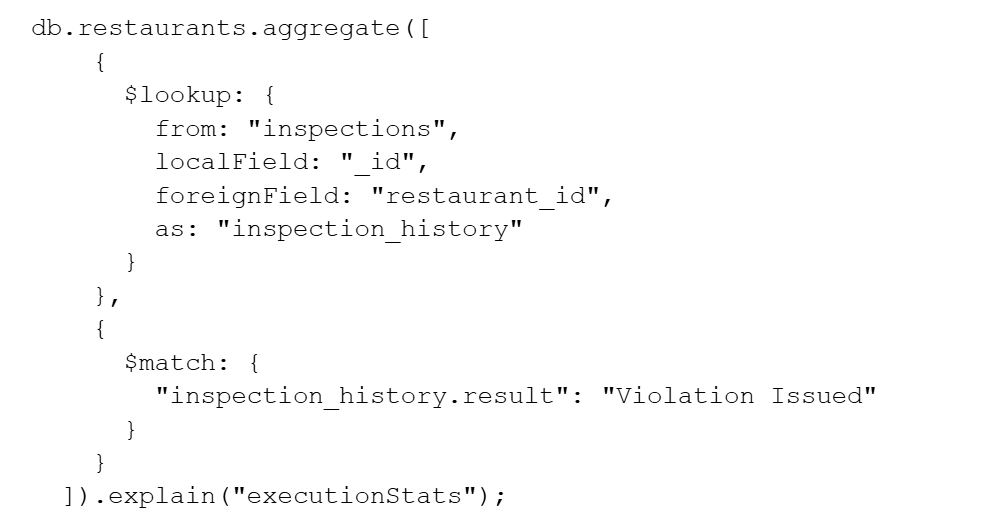 db.restaurants.aggregate([
    {
      $lookup: {
        from: "inspections",
        localField: "_id",
        foreignField: "restaurant_id",
        as: "inspection_history"
      }
    },
    {
      $match: {
        "inspection_history.result": "Violation Issued"
      }
    }
  ]).explain("executionStats");